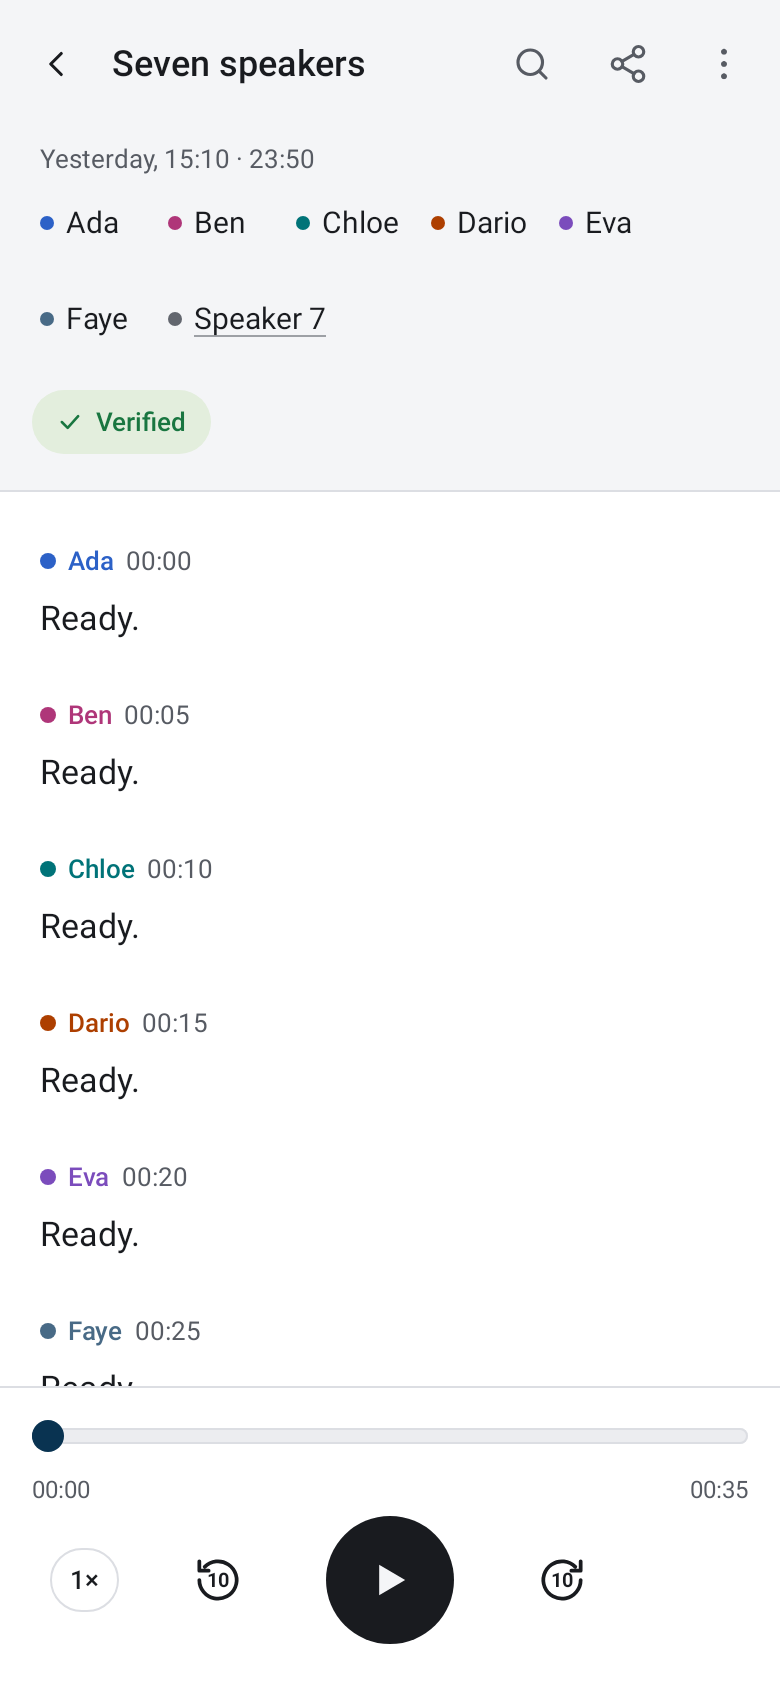 Seven speakers
Yesterday, 15:10 · 23:50
Ada Ben Chloe Dario Eva
Faye Speaker 7
Verified
Ada 00:00
Ready.
Ben 00:05
Ready.
Chloe 00:10
Ready.
Dario 00:15
Ready.
Eva 00:20
Ready.
Faye 00:25
Ready.
00:00 00:35
1× 10 10